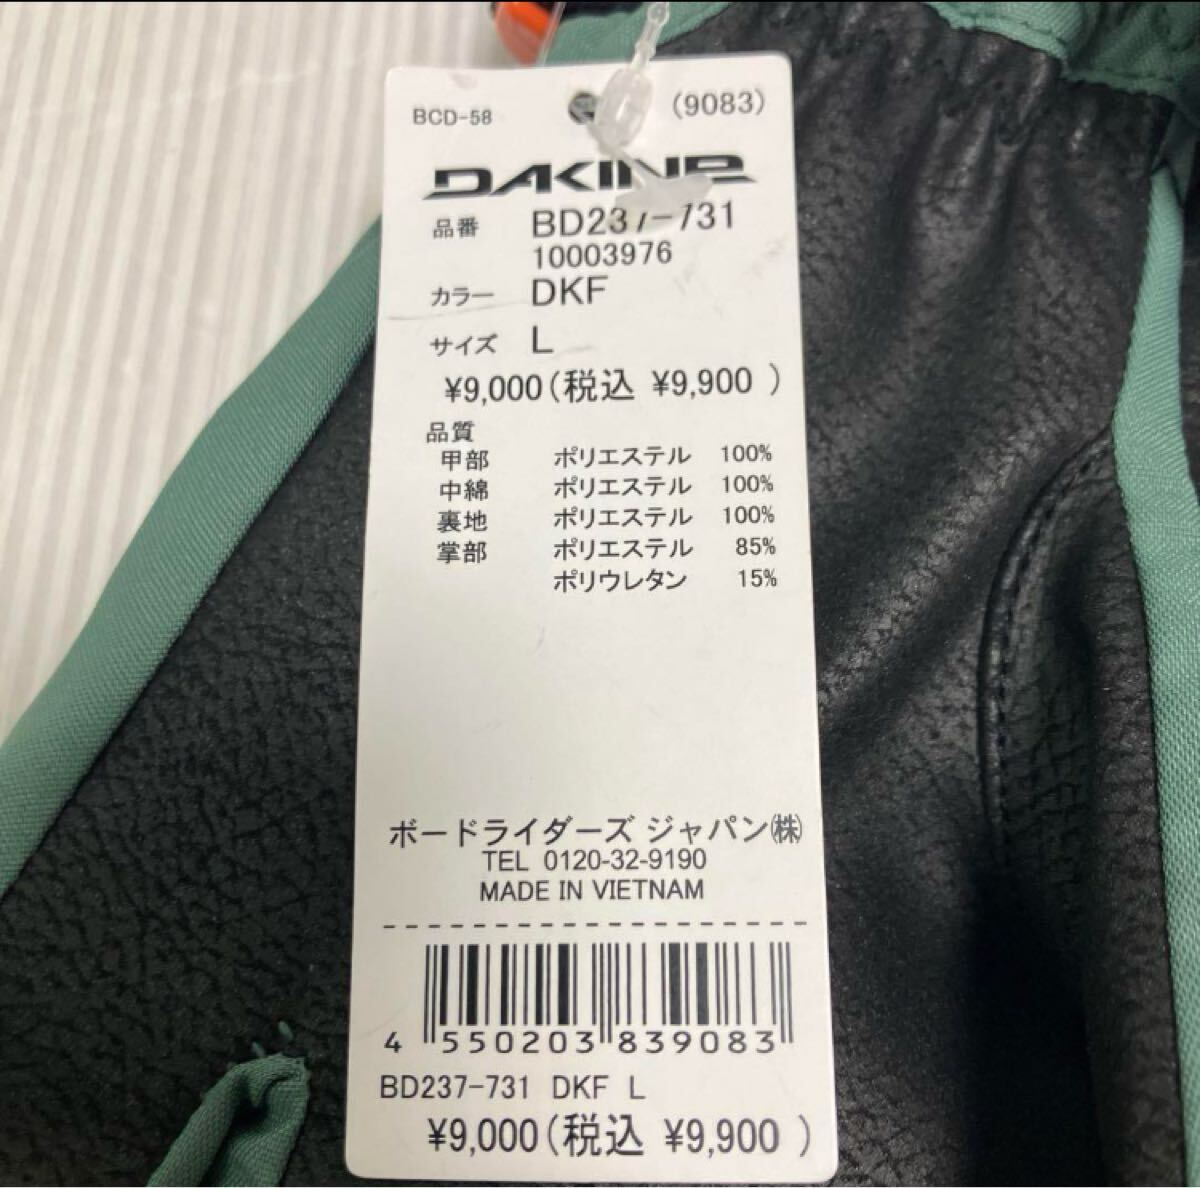 BCD-58 (9083)
DAKINE
品番 BD237-731
10003976
カラー DKF
サイズ L
¥9,000(税込 ¥9,900 )
品質
甲部 ポリエステル 100%
中綿 ポリエステル 100%
裏地 ポリエステル 100%
掌部 ポリエステル 85%
ポリウレタン 15%
ボードライダーズ ジャパン㈱
TEL 0120-32-9190
MADE IN VIETNAM
4 550203 839083
BD237-731 DKF L
¥9,000(税込 ¥9,900 )